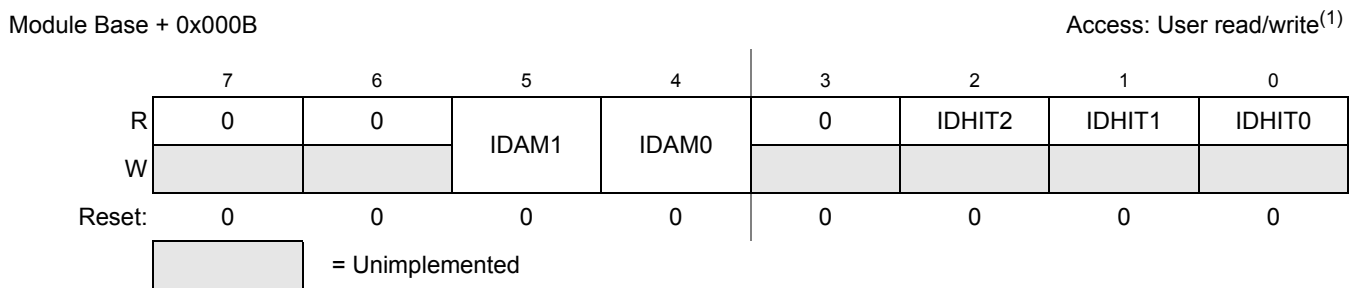 Module Base + 0x000B Access: User read/write(1)
7 6 5 4 3 2 1 0
R 0 0 IDAM1 IDAM0 0 IDHIT2 IDHIT1 IDHIT0
W
Reset: 0 0 0 0 0 0 0 0
= Unimplemented